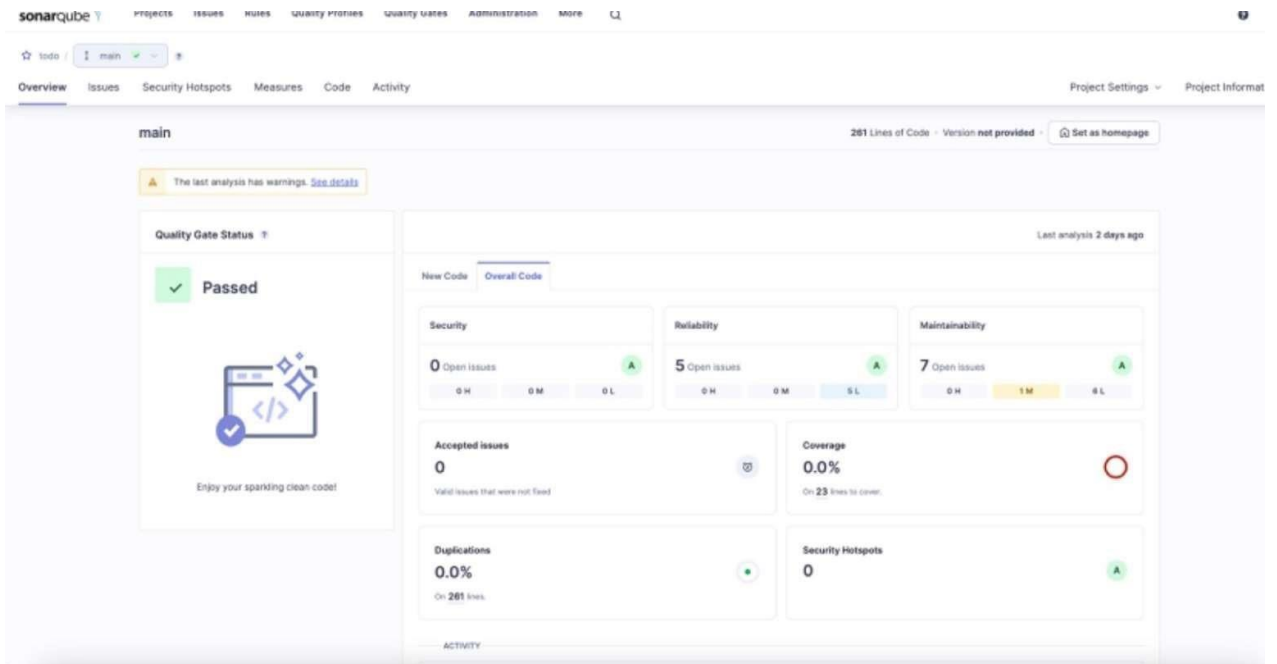 sonarqube
Projects Issues Rules Quality Profiles Quality Gates Administration More
todo / main
Overview Issues Security Hotspots Measures Code Activity
Project Settings Project Informat
main
261 Lines of Code · Version not provided · Set as homepage
The last analysis has warnings. See details
Quality Gate Status ?
Last analysis 2 days ago
Passed
New Code Overall Code
Security Reliability Maintainability
0 Open issues A 5 Open issues A 7 Open issues A
0 H 0 M 0 L 0 H 0 M 5 L 0 H 1 M 6 L
Enjoy your sparkling clean code!
Accepted issues
0
Valid issues that were not fixed
Coverage
0.0%
On 23 lines to cover.
Duplications
0.0%
On 261 lines.
Security Hotspots
0 A
ACTIVITY